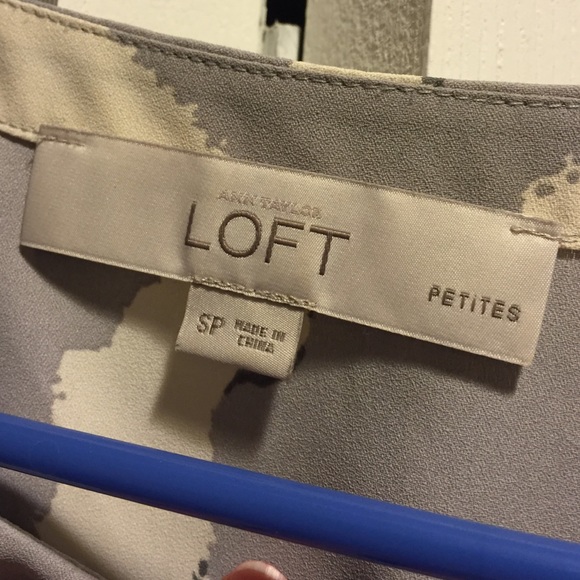 ANN TAYLOR
LOFT
PETITES
SP
MADE IN
CHINA